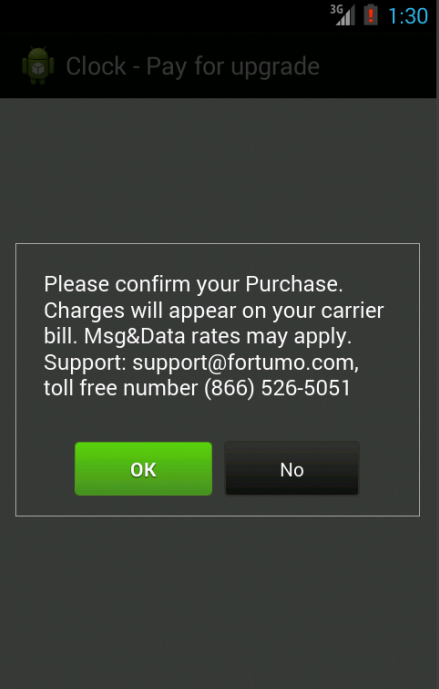 3G
1:30
Clock - Pay for upgrade
Please confirm your Purchase.
Charges will appear on your carrier
bill. Msg&Data rates may apply.
Support: support@fortumo.com,
toll free number (866) 526-5051
OK
No